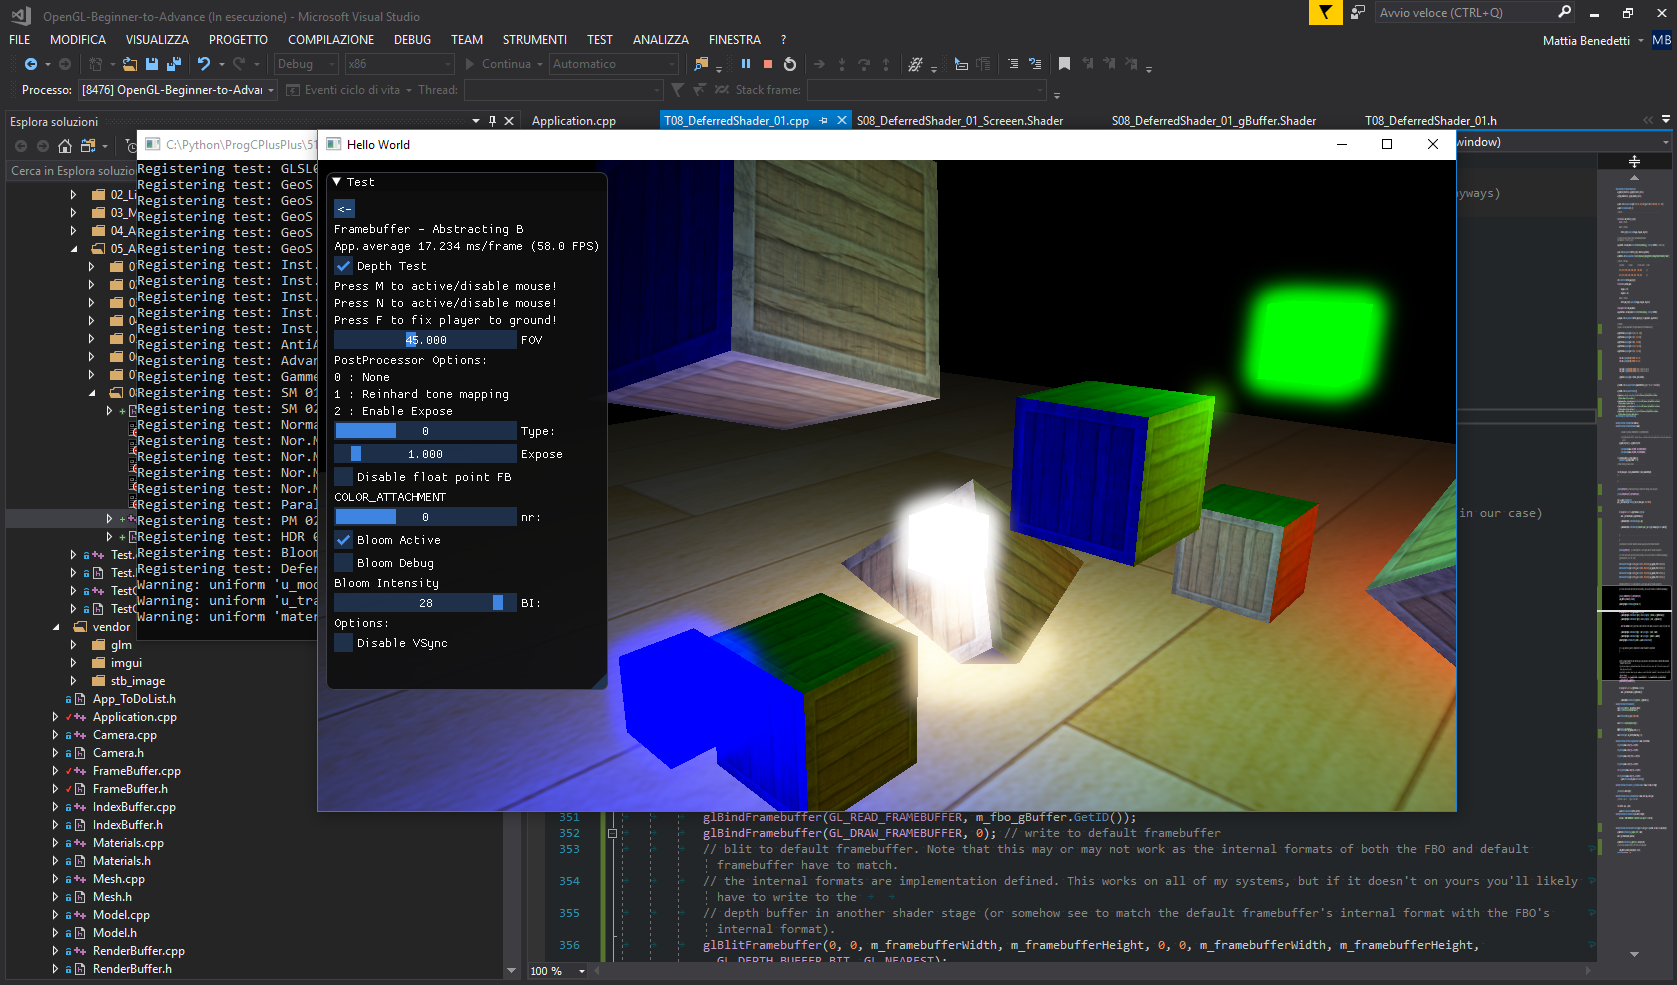 OpenGL-Beginner-to-Advance (In esecuzione) - Microsoft Visual Studio
Avvio veloce (CTRL+Q)
FILE MODIFICA VISUALIZZA PROGETTO COMPILAZIONE DEBUG TEAM STRUMENTI TEST ANALIZZA FINESTRA ?
Mattia Benedetti MB
Debug x86 Continua Automatico
Processo: [8476] OpenGL-Beginner-to-Advan Eventi ciclo di vita Thread: Stack frame:
Esplora soluzioni
Application.cpp T08_DeferredShader_01.cpp S08_DeferredShader_01_Screeen.Shader S08_DeferredShader_01_gBuffer.Shader T08_DeferredShader_01.h
C:\Python\ProgCPlusPlus\51
Hello World
window)
Cerca in Esplora soluzio
02_Li
03_M
04_A
05_A
Test.
Test.
TestC
TestC
vendor
glm
imgui
stb_image
App_ToDoList.h
Application.cpp
Camera.cpp
Camera.h
FrameBuffer.cpp
FrameBuffer.h
IndexBuffer.cpp
IndexBuffer.h
Materials.cpp
Materials.h
Mesh.cpp
Mesh.h
Model.cpp
Model.h
RenderBuffer.cpp
RenderBuffer.h
Registering test: GLSL
Registering test: GeoS
Registering test: GeoS
Registering test: GeoS
Registering test: GeoS
Registering test: GeoS
Registering test: Inst.
Registering test: Inst.
Registering test: Inst.
Registering test: Inst.
Registering test: Inst.
Registering test: AntiA
Registering test: Advan
Registering test: Gamme
Registering test: SM 01
Registering test: SM 02
Registering test: Norma
Registering test: Nor.M
Registering test: Nor.M
Registering test: Nor.M
Registering test: Nor.M
Registering test: Paral
Registering test: PM 02
Registering test: HDR 0
Registering test: Bloom
Registering test: Defer
Warning: uniform 'u_mod
Warning: uniform 'u_tra
Warning: uniform 'mater
Test
<-
Framebuffer - Abstracting B
App.average 17.234 ms/frame (58.0 FPS)
Depth Test
Press M to active/disable mouse!
Press N to active/disable mouse!
Press F to fix player to ground!
45.000 FOV
PostProcessor Options:
0 : None
1 : Reinhard tone mapping
2 : Enable Expose
0 Type:
1.000 Expose
Disable float point FB
COLOR_ATTACHMENT
0 nr:
Bloom Active
Bloom Debug
Bloom Intensity
28 BI:
Options:
Disable VSync
nyways)
in our case)
351 glBindFramebuffer(GL_READ_FRAMEBUFFER, m_fbo_gBuffer.GetID());
352 glBindFramebuffer(GL_DRAW_FRAMEBUFFER, 0); // write to default framebuffer
353 // blit to default framebuffer. Note that this may or may not work as the internal formats of both the FBO and default
framebuffer have to match.
354 // the internal formats are implementation defined. This works on all of my systems, but if it doesn't on yours you'll likely
have to write to the
355 // depth buffer in another shader stage (or somehow see to match the default framebuffer's internal format with the FBO's
internal format).
356 glBlitFramebuffer(0, 0, m_framebufferWidth, m_framebufferHeight, 0, 0, m_framebufferWidth, m_framebufferHeight,
GL_DEPTH_BUFFER_BIT, GL_NEAREST);
100 %